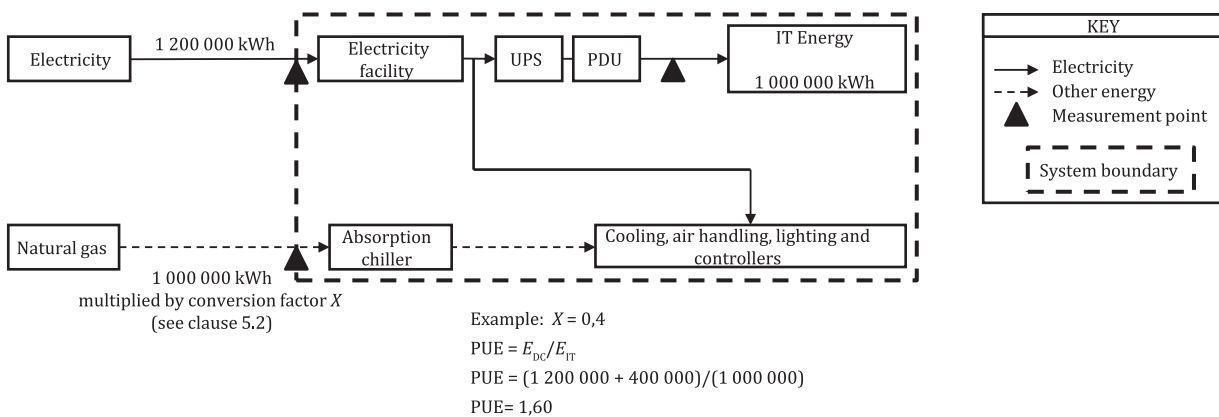 Electricity
1 200 000 kWh
Electricity
facility
UPS
PDU
IT Energy
1 000 000 kWh
KEY
Electricity
Other energy
Measurement point
System boundary
Natural gas
Absorption
chiller
Cooling, air handling, lighting and
controllers
1 000 000 kWh
multiplied by conversion factor X
(see clause 5.2)
Example: X = 0,4
PUE = E_DC/E_IT
PUE = (1 200 000 + 400 000)/(1 000 000)
PUE= 1,60